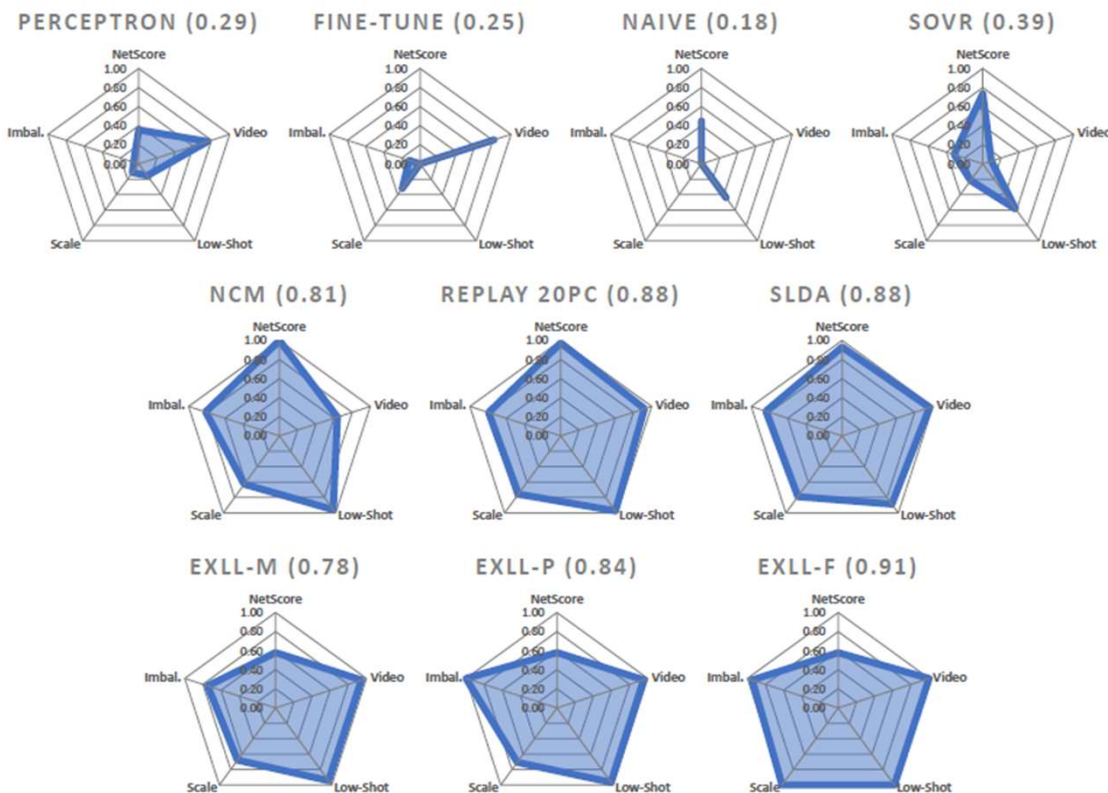 PERCEPTRON (0.29) FINE-TUNE (0.25) NAIVE (0.18) SOVR (0.39)
NetScore NetScore NetScore NetScore
1.00 1.00 1.00 1.00
0.80 0.80 0.80 0.80
0.60 0.60 0.60 0.60
Imbal. 0.40 Video Imbal. 0.40 Video Imbal. 0.40 Video Imbal. 0.40 Video
0.20 0.20 0.20 0.20
0.00 0.00 0.00 0.00
Scale Low-Shot Scale Low-Shot Scale Low-Shot Scale Low-Shot
NCM (0.81) REPLAY 20PC (0.88) SLDA (0.88)
NetScore NetScore NetScore
1.00 1.00 1.00
0.80 0.80 0.80
0.60 0.60 0.60
Imbal. 0.40 Video Imbal. 0.40 Video Imbal. 0.40 Video
0.20 0.20 0.20
0.00 0.00 0.00
Scale Low-Shot Scale Low-Shot Scale Low-Shot
EXLL-M (0.78) EXLL-P (0.84) EXLL-F (0.91)
NetScore NetScore NetScore
1.00 1.00 1.00
0.80 0.80 0.80
0.60 0.60 0.60
Imbal. 0.40 Video Imbal. 0.40 Video Imbal. 0.40 Video
0.20 0.20 0.20
0.00 0.00 0.00
Scale Low-Shot Scale Low-Shot Scale Low-Shot